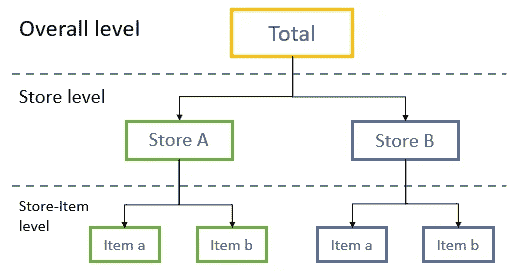 Overall level
Total
Store level
Store A
Store B
Store-Item
level
Item a
Item b
Item a
Item b